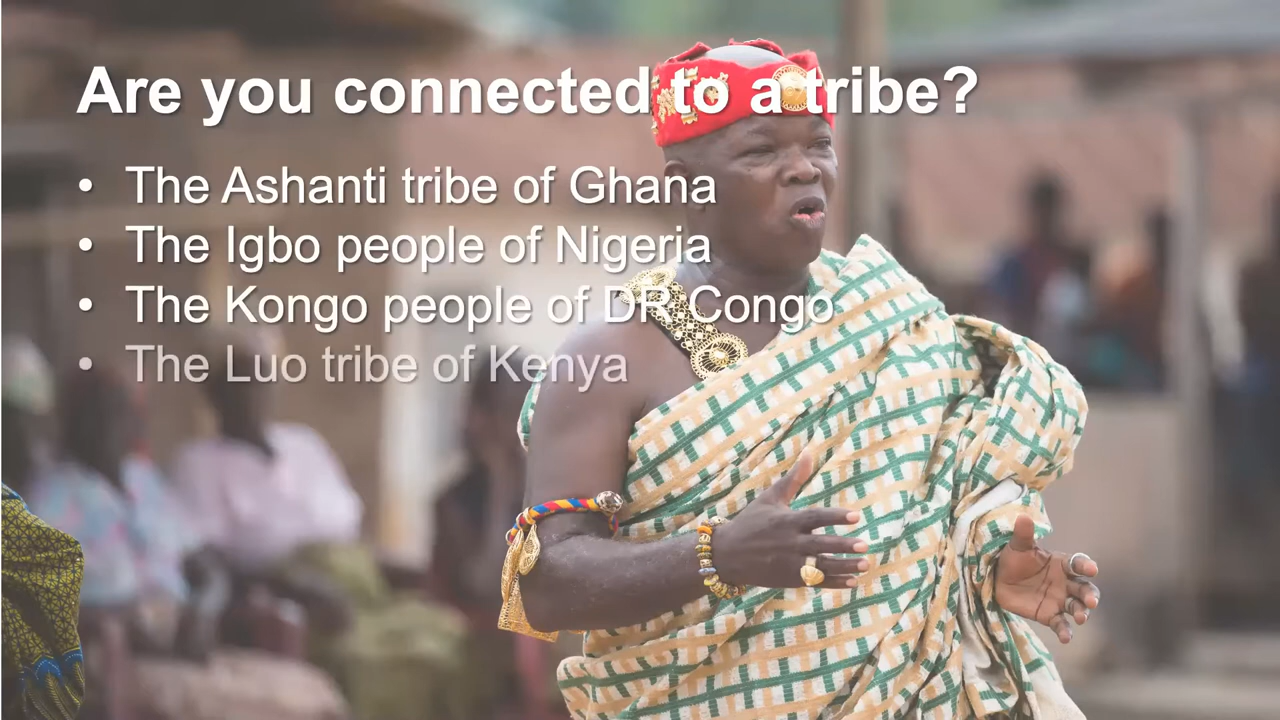 Are you connected to a tribe?
• The Ashanti tribe of Ghana
• The Igbo people of Nigeria
• The Kongo people of DR Congo
• The Luo tribe of Kenya